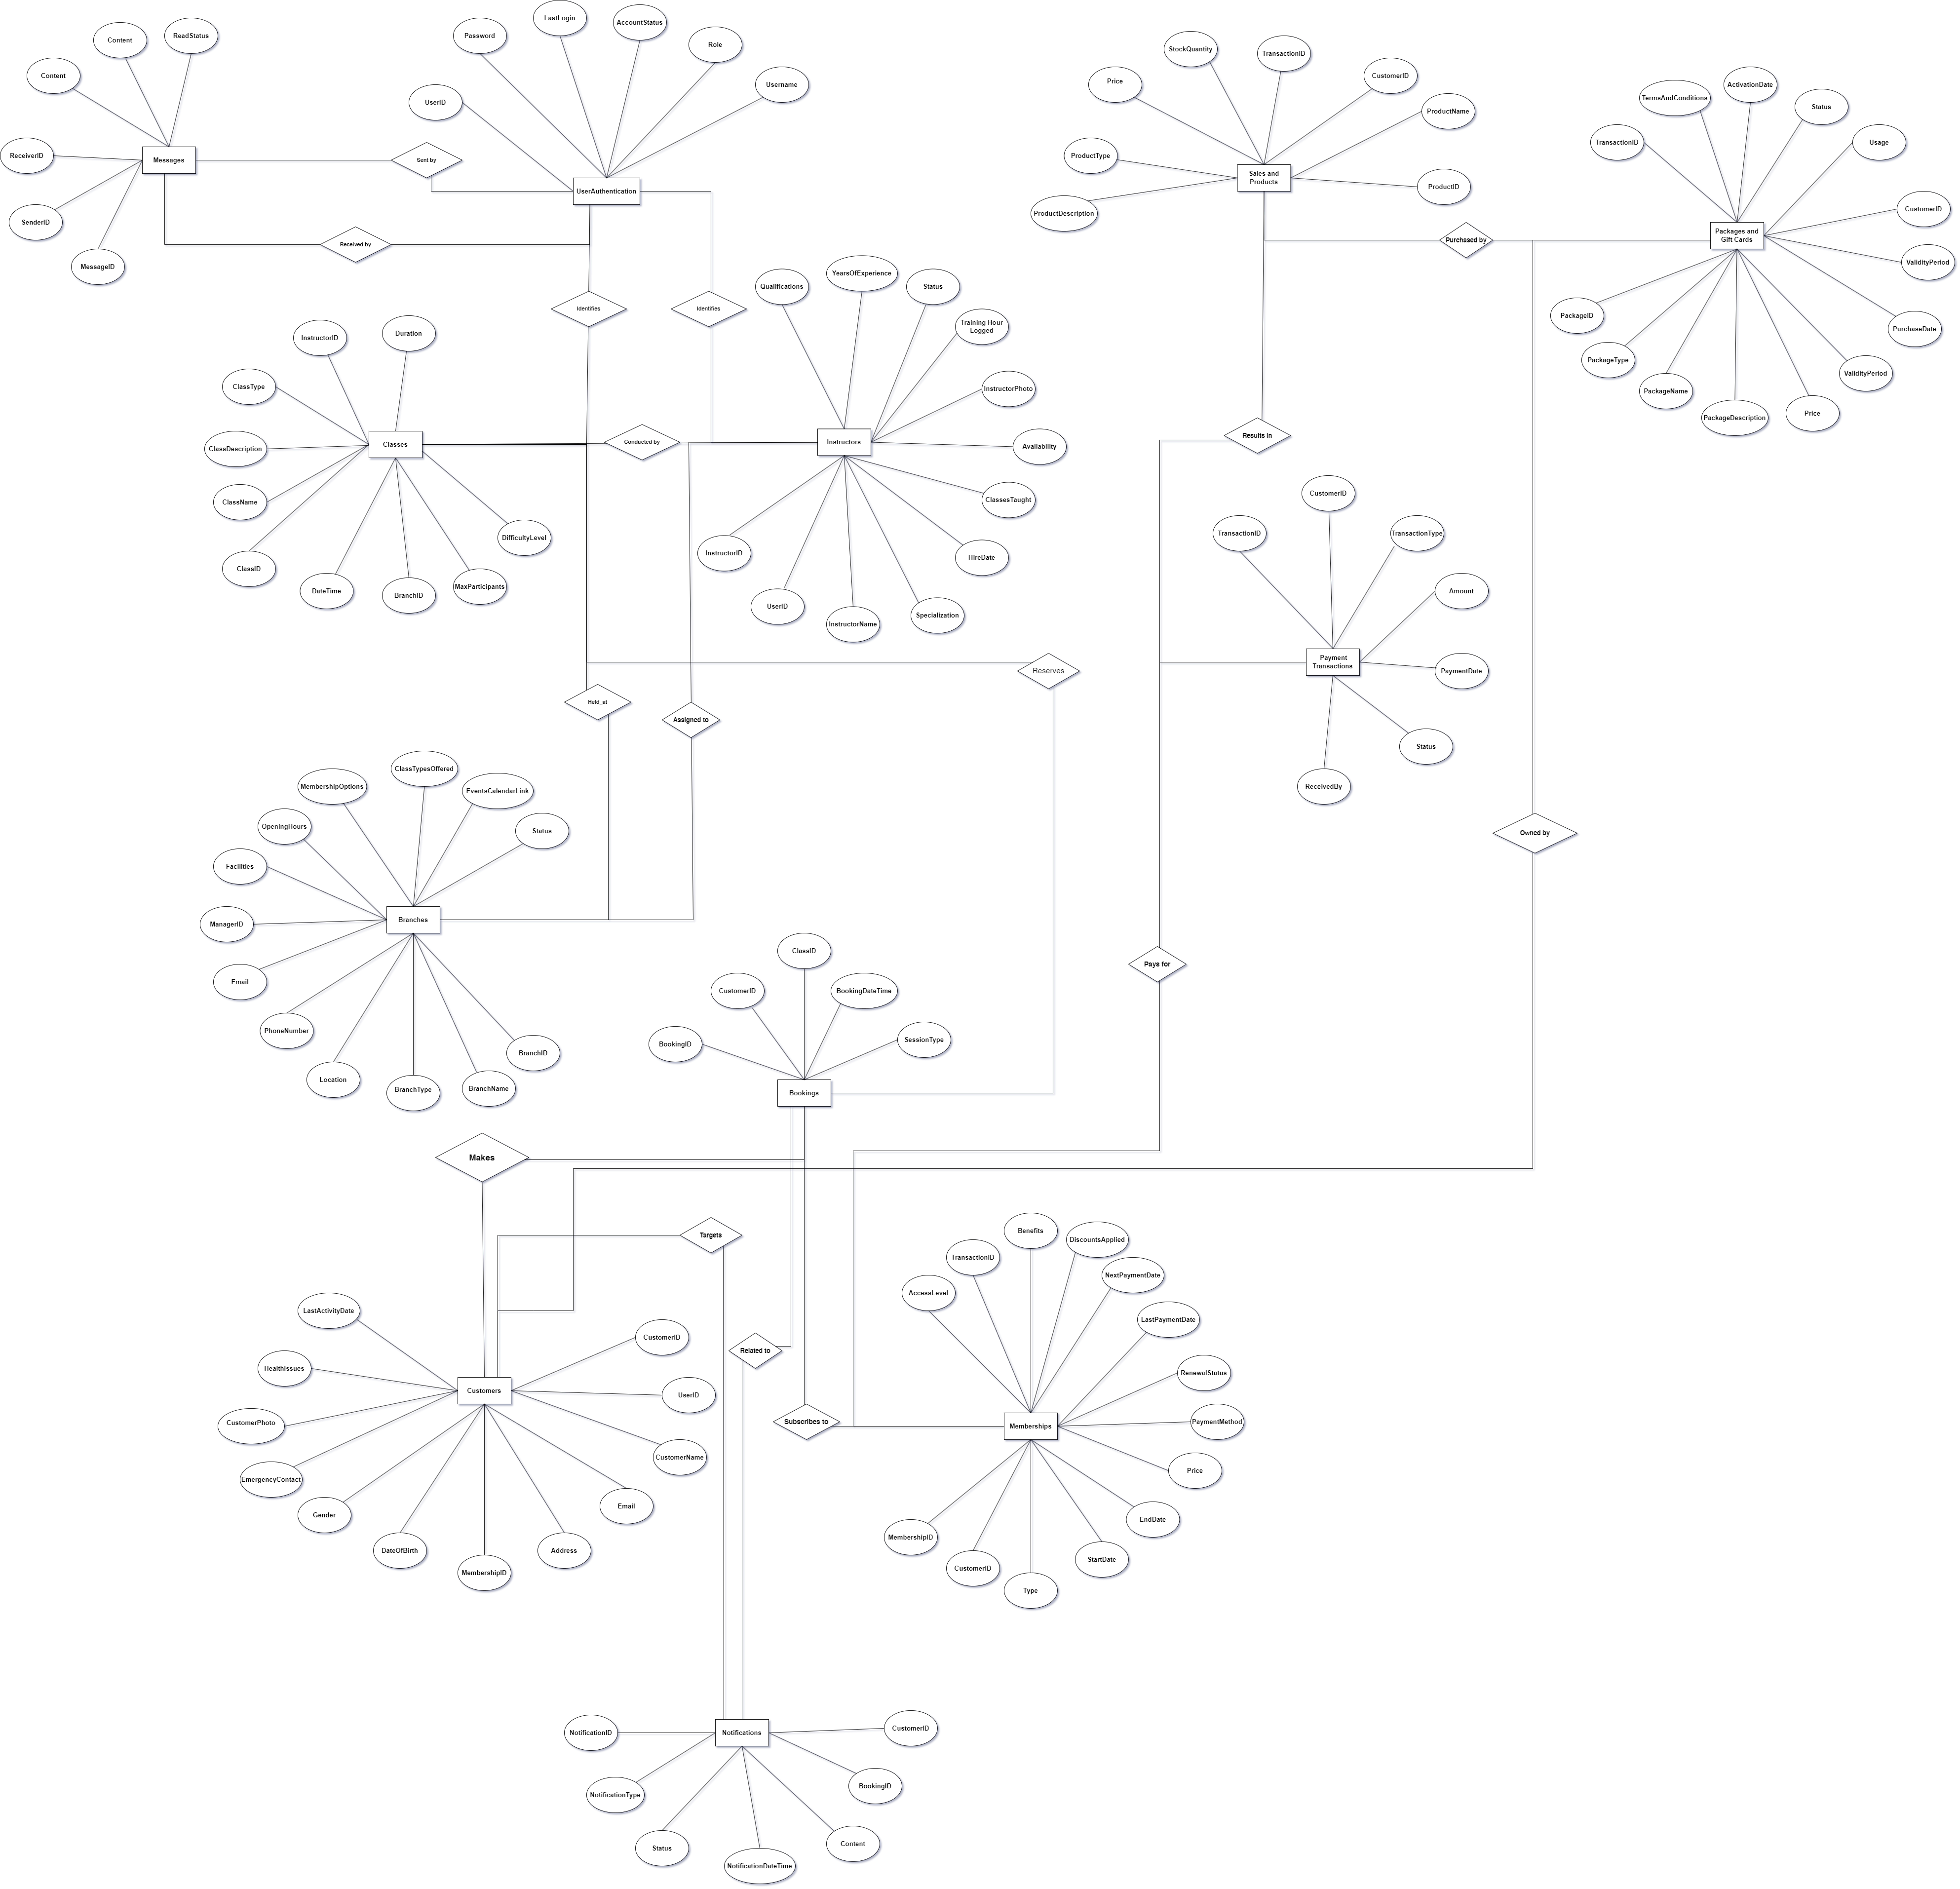 LastLogin
AccountStatus
Password
Role
ReadStatus
Content
Content
Username
UserID
ReceiverID
Messages
Sent by
UserAuthentication
SenderID
Received by
MessageID
StockQuantity
TransactionID
Price
CustomerID
ProductName
ProductType
Sales and
Products
ProductID
ProductDescription
Purchased by
ActivationDate
TermsAndConditions
Status
TransactionID
Usage
CustomerID
Packages and
Gift Cards
ValidityPeriod
PackageID
PurchaseDate
PackageType
ValidityPeriod
PackageName
Price
PackageDescription
Identifies
Identifies
Qualifications
YearsOfExperience
Status
Training Hour
Logged
InstructorPhoto
Availability
Instructors
ClassesTaught
InstructorID
HireDate
UserID
InstructorName
Specialization
InstructorID
Duration
ClassType
Classes
Conducted by
ClassDescription
ClassName
DifficultyLevel
ClassID
DateTime
BranchID
MaxParticipants
Results in
CustomerID
TransactionID
TransactionType
Amount
Payment
Transactions
PaymentDate
Status
ReceivedBy
Reserves
Held_at
Assigned to
Owned by
ClassTypesOffered
MembershipOptions
EventsCalendarLink
OpeningHours
Status
Facilities
ManagerID
Branches
Email
PhoneNumber
BranchID
Location
BranchType
BranchName
Pays for
ClassID
CustomerID
BookingDateTime
BookingID
SessionType
Bookings
Makes
Targets
Related to
Subscribes to
LastActivityDate
CustomerID
HealthIssues
Customers
UserID
CustomerPhoto
CustomerName
EmergencyContact
Email
Gender
DateOfBirth
Address
MembershipID
Benefits
DiscountsApplied
TransactionID
NextPaymentDate
AccessLevel
LastPaymentDate
RenewalStatus
Memberships
PaymentMethod
Price
EndDate
MembershipID
StartDate
CustomerID
Type
NotificationID
Notifications
CustomerID
NotificationType
BookingID
Status
Content
NotificationDateTime